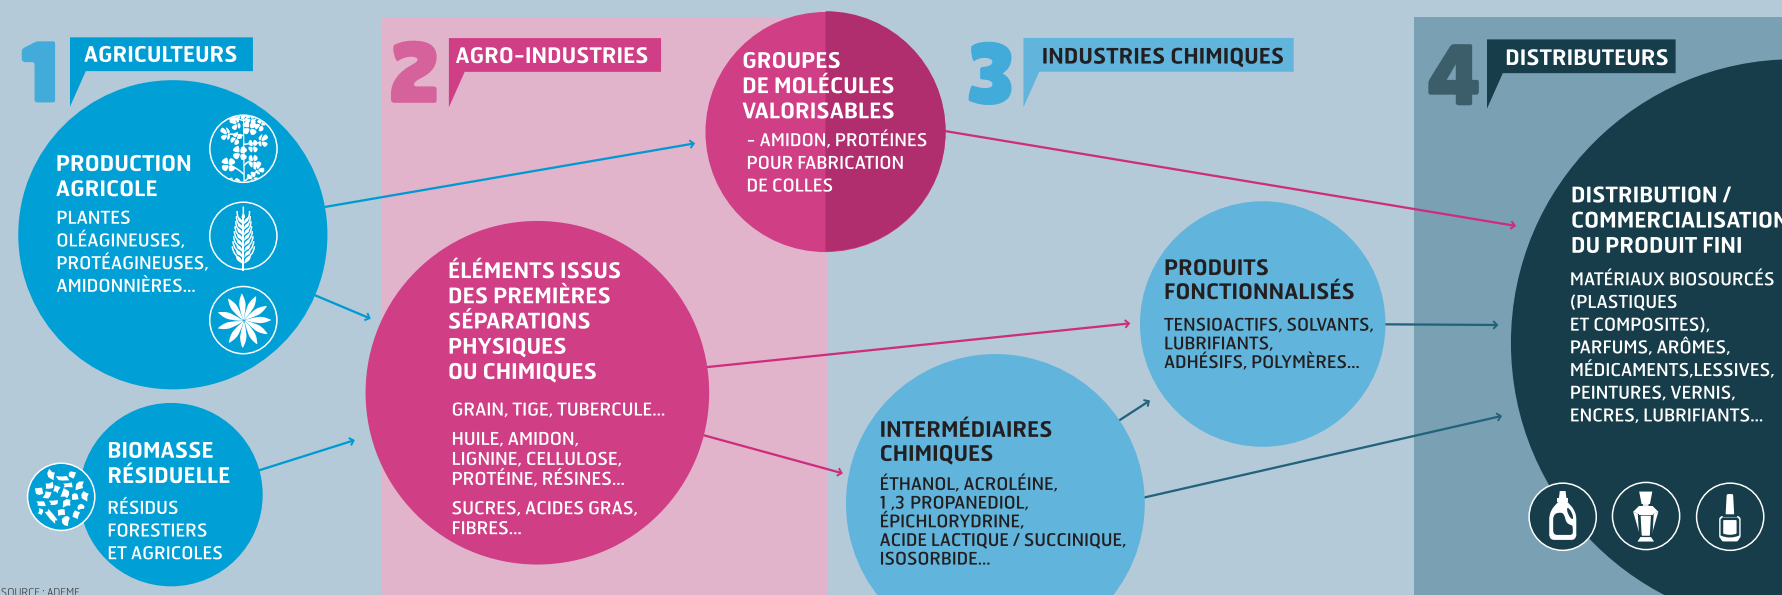 1
AGRICULTEURS
PRODUCTION
AGRICOLE
PLANTES
OLÉAGINEUSES,
PROTÉAGINEUSES,
AMIDONNIÈRES...
BIOMASSE
RÉSIDUELLE
RÉSIDUS
FORESTIERS
ET AGRICOLES
SOURCE : ADEME
2
AGRO-INDUSTRIES
ÉLÉMENTS ISSUS
DES PREMIÈRES
SÉPARATIONS
PHYSIQUES
OU CHIMIQUES
GRAIN, TIGE, TUBERCULE...
HUILE, AMIDON,
LIGNINE, CELLULOSE,
PROTÉINE, RÉSINES...
SUCRES, ACIDES GRAS,
FIBRES...
GROUPES
DE MOLÉCULES
VALORISABLES
- AMIDON, PROTÉINES
POUR FABRICATION
DE COLLES
3
INDUSTRIES CHIMIQUES
PRODUITS
FONCTIONNALISÉS
TENSIOACTIFS, SOLVANTS,
LUBRIFIANTS,
ADHÉSIFS, POLYMÈRES...
INTERMÉDIAIRES
CHIMIQUES
ÉTHANOL, ACROLÉINE,
1,3 PROPANEDIOL,
ÉPICHLORYDRINE,
ACIDE LACTIQUE / SUCCINIQUE,
ISOSORBIDE...
4
DISTRIBUTEURS
DISTRIBUTION /
COMMERCIALISATION
DU PRODUIT FINI
MATÉRIAUX BIOSOURCÉS
(PLASTIQUES
ET COMPOSITES),
PARFUMS, ARÔMES,
MÉDICAMENTS,LESSIVES,
PEINTURES, VERNIS,
ENCRES, LUBRIFIANTS...